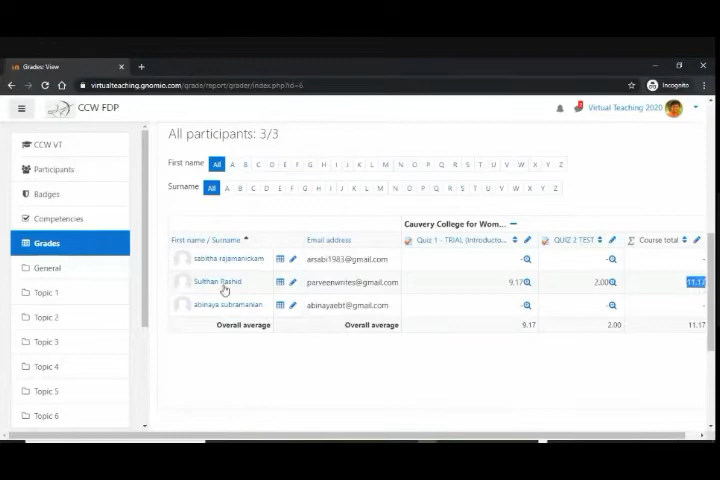 Grades: View
virtualteaching.gnomio.com/grade/report/grader/index.php?id=6
Incognito
CCW FDP
Virtual Teaching 2020
CCW VT
Participants
Badges
Competencies
Grades
General
Topic 1
Topic 2
Topic 3
Topic 4
Topic 5
Topic 6
All participants: 3/3
First name All A B C D E F G H I J K L M N O P Q R S T U V W X Y Z
Surname All A B C D E F G H I J K L M N O P Q R S T U V W X Y Z
Cauvery College for Wom...
First name / Surname Email address Quiz 1 - TRIAL (Introducto... QUIZ 2 TEST Course total
sabitha rajamanickam arsabi1983@gmail.com - - -
Sulthan Rashid parveenwrites@gmail.com 9.17 2.00 11.17
abinaya subramanian abinayaebt@gmail.com - - -
Overall average Overall average 9.17 2.00 11.17